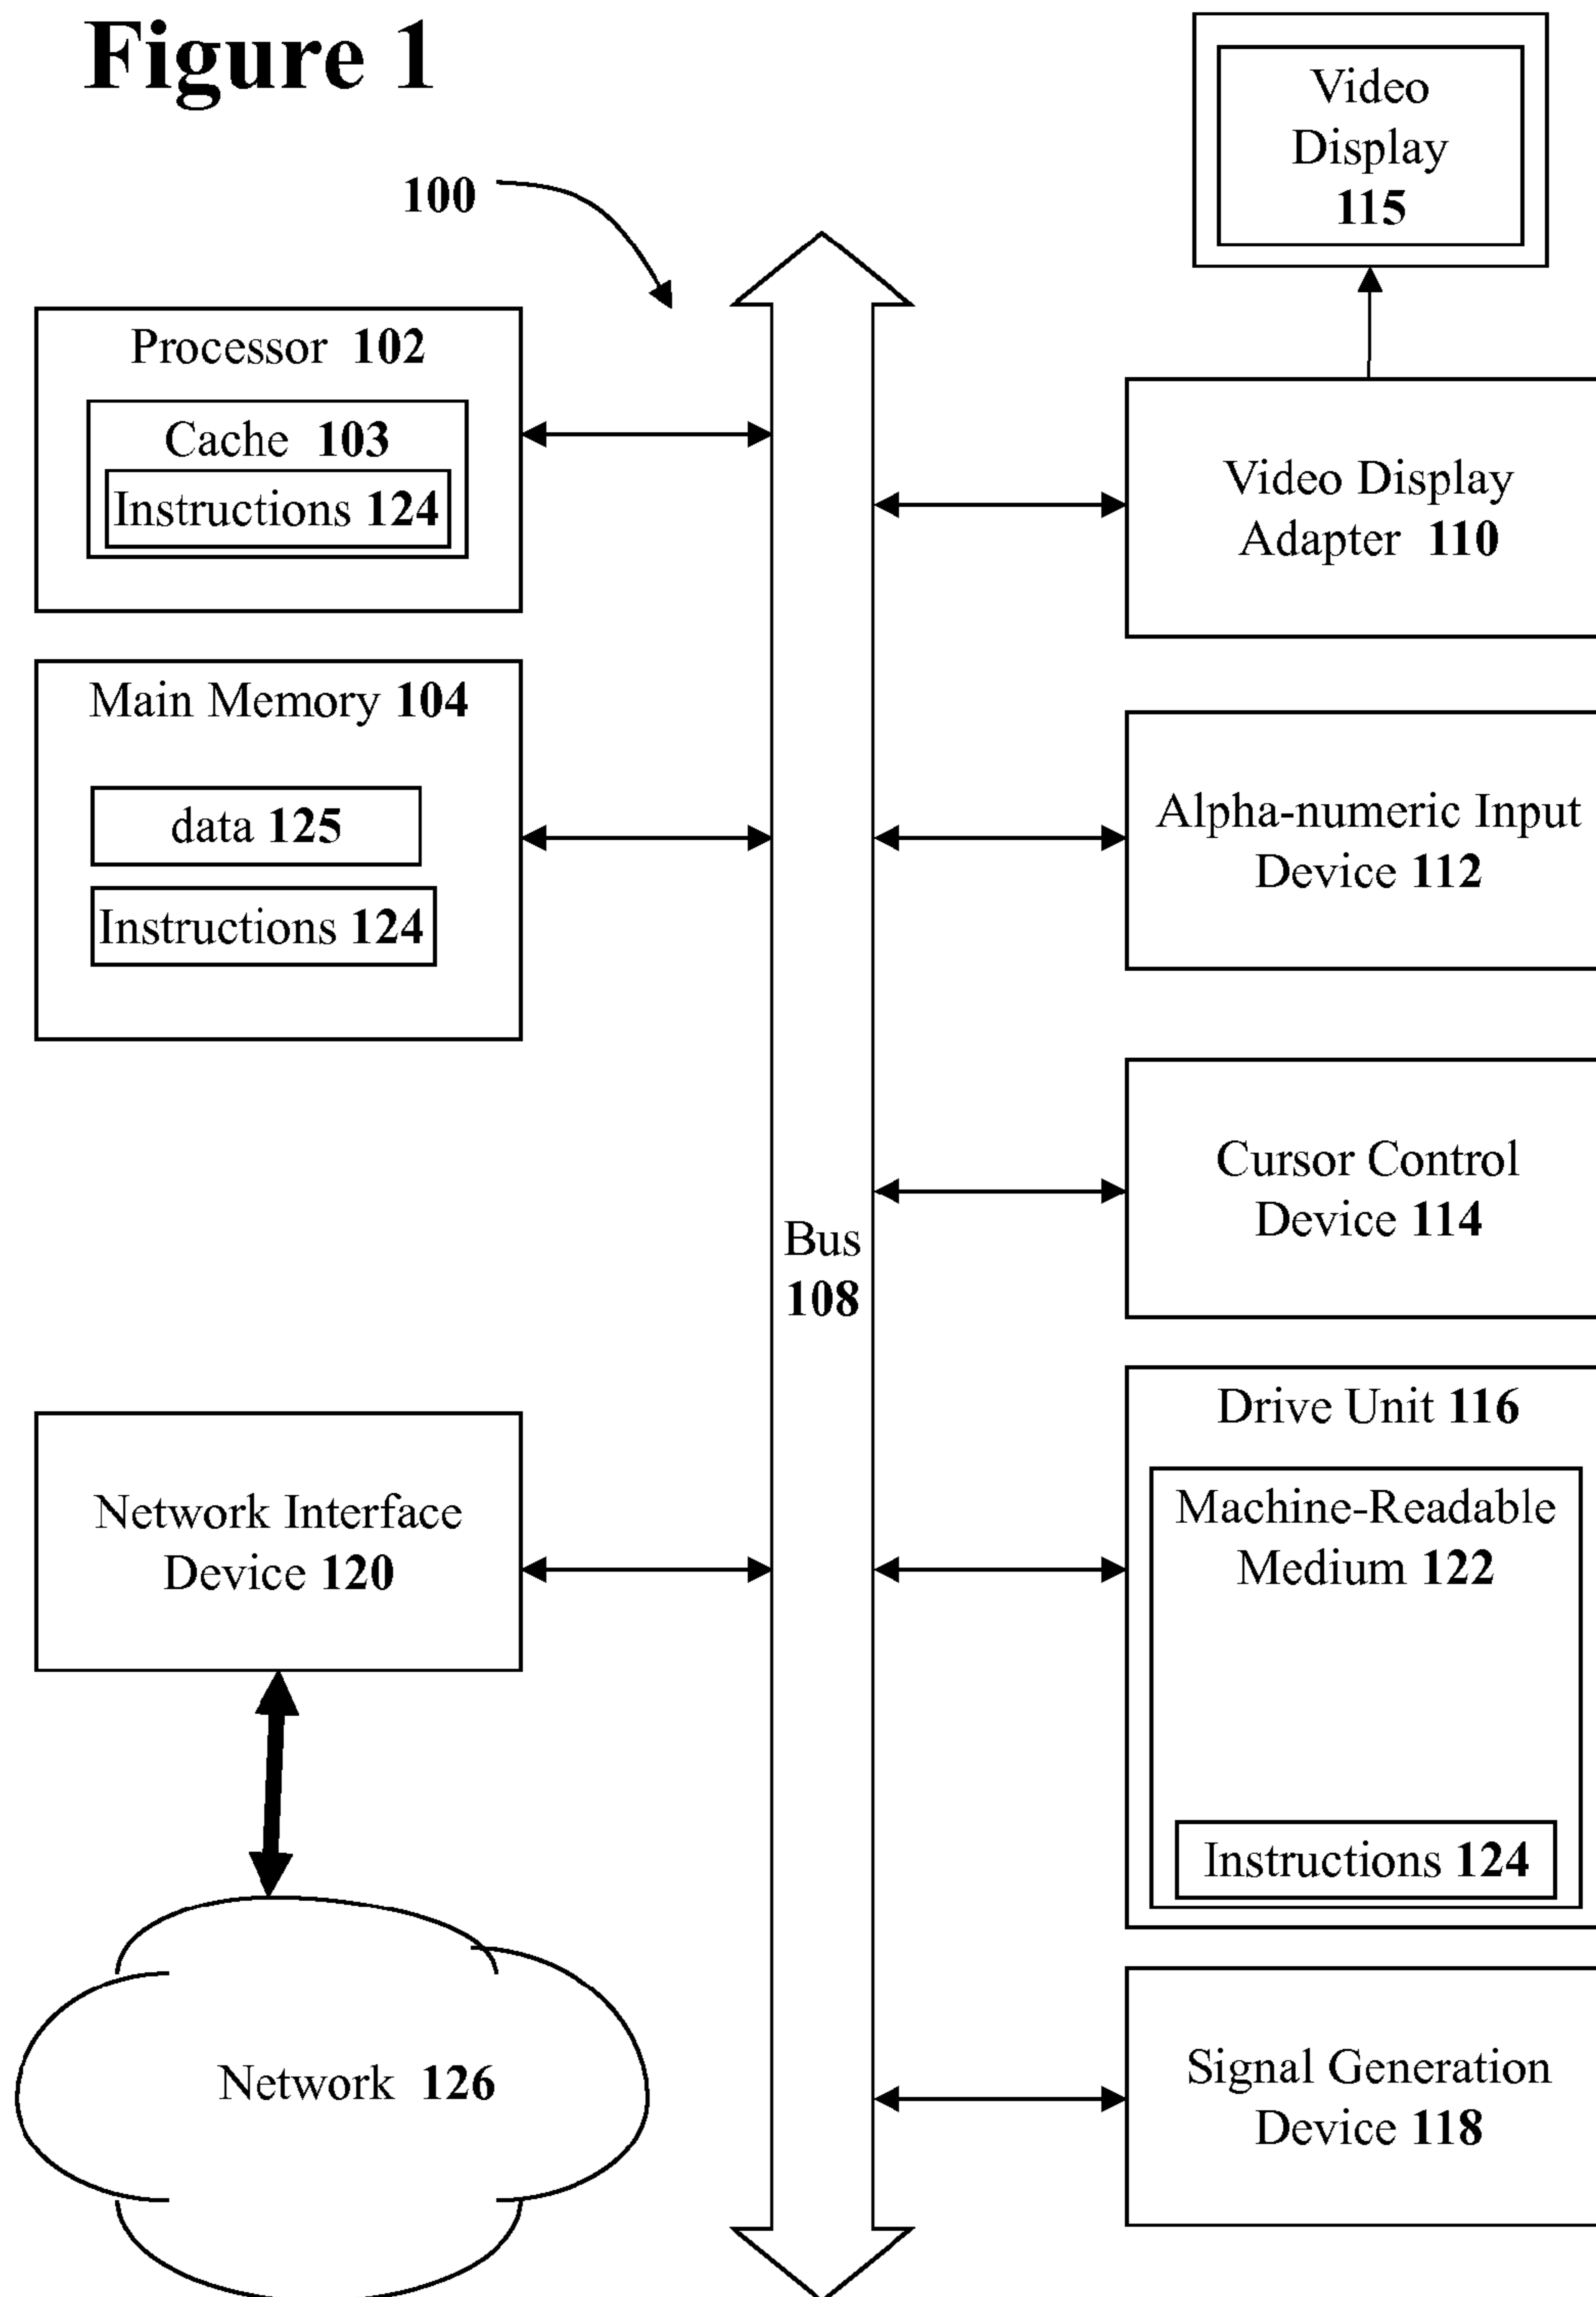 Figure 1
100
Video
Display
115
Processor 102
Cache 103
Instructions 124
Video Display
Adapter 110
Main Memory 104
data 125
Instructions 124
Alpha-numeric Input
Device 112
Cursor Control
Device 114
Bus
108
Network Interface
Device 120
Drive Unit 116
Machine-Readable
Medium 122
Instructions 124
Network 126
Signal Generation
Device 118